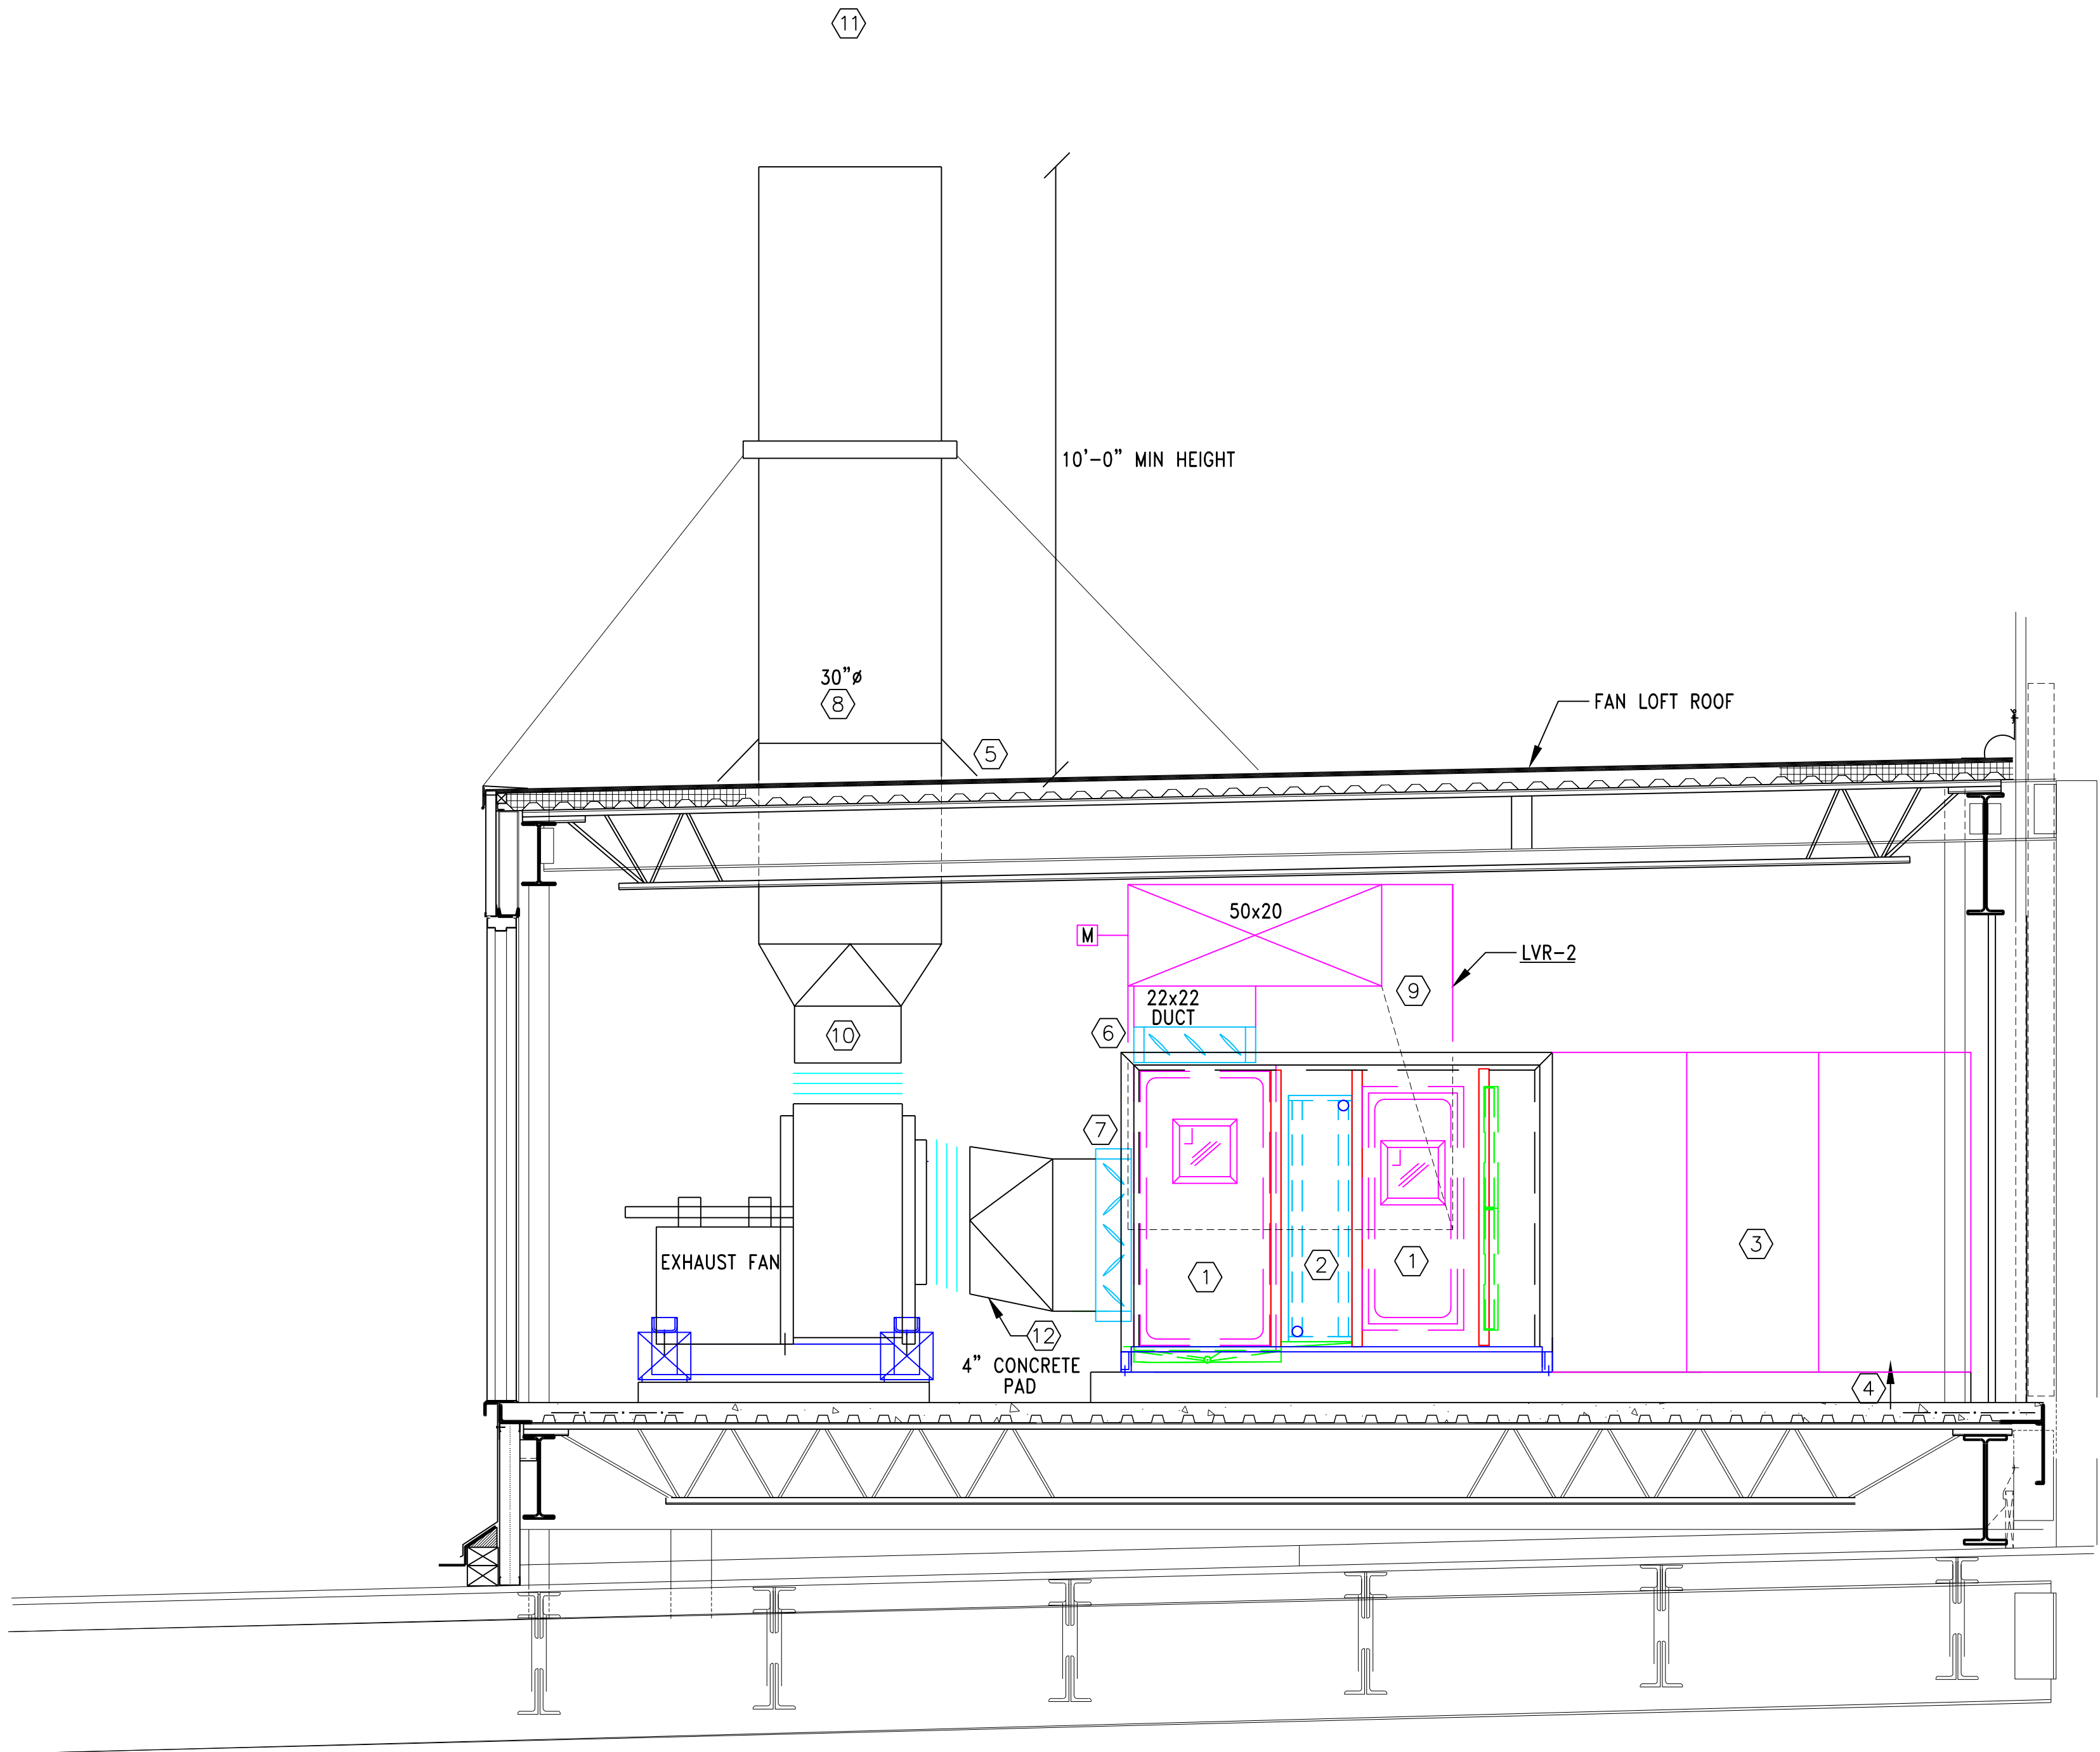 11
10'-0" MIN HEIGHT
30"ø
8
5
FAN LOFT ROOF
50x20
M
LVR-2
9
22x22
DUCT
6
10
7
EXHAUST FAN
1
2
1
3
12
4" CONCRETE
PAD
4